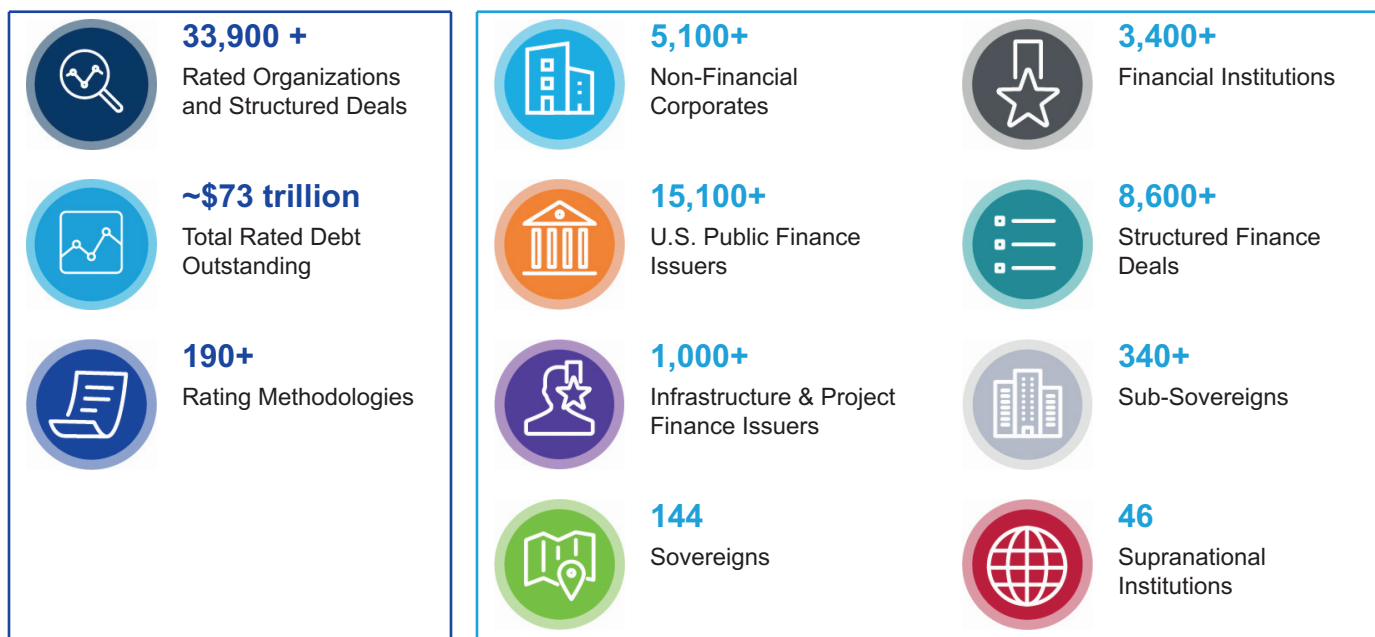 33,900 +
Rated Organizations
and Structured Deals
~$73 trillion
Total Rated Debt
Outstanding
190+
Rating Methodologies
5,100+
Non-Financial
Corporates
3,400+
Financial Institutions
15,100+
U.S. Public Finance
Issuers
8,600+
Structured Finance
Deals
1,000+
Infrastructure & Project
Finance Issuers
340+
Sub-Sovereigns
144
Sovereigns
46
Supranational
Institutions